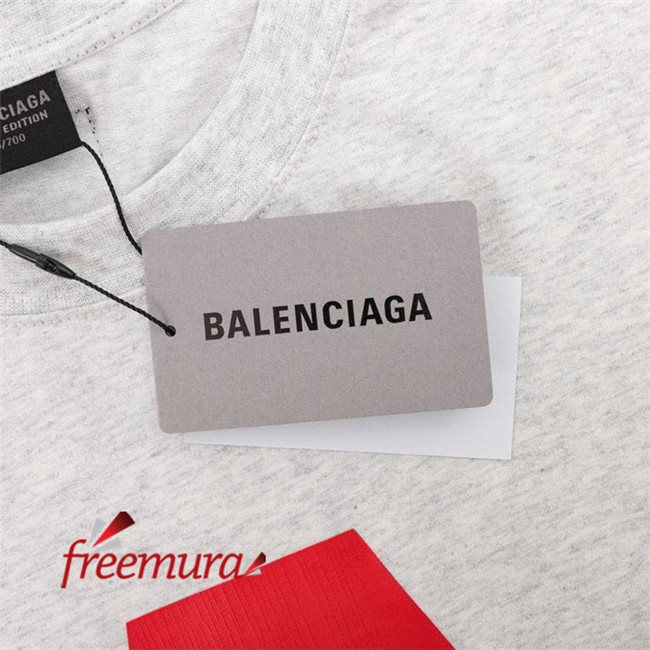 CIAGA
EDITION
/700
BALENCIAGA
freemura